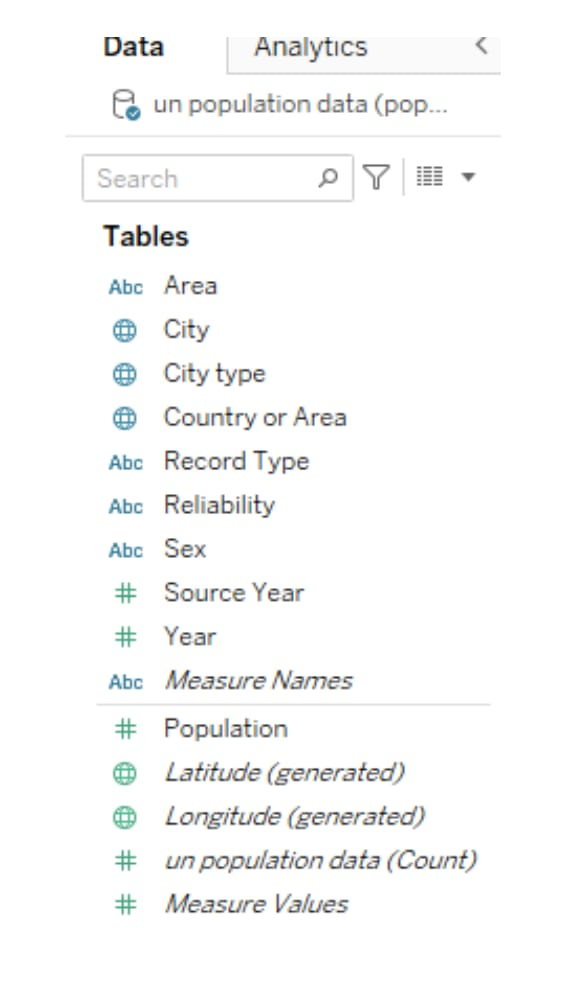 Data Analytics
un population data (pop...
Search
Tables
Abc Area
City
City type
Country or Area
Abc Record Type
Abc Reliability
Abc Sex
# Source Year
# Year
Abc Measure Names
# Population
Latitude (generated)
Longitude (generated)
# un population data (Count)
# Measure Values